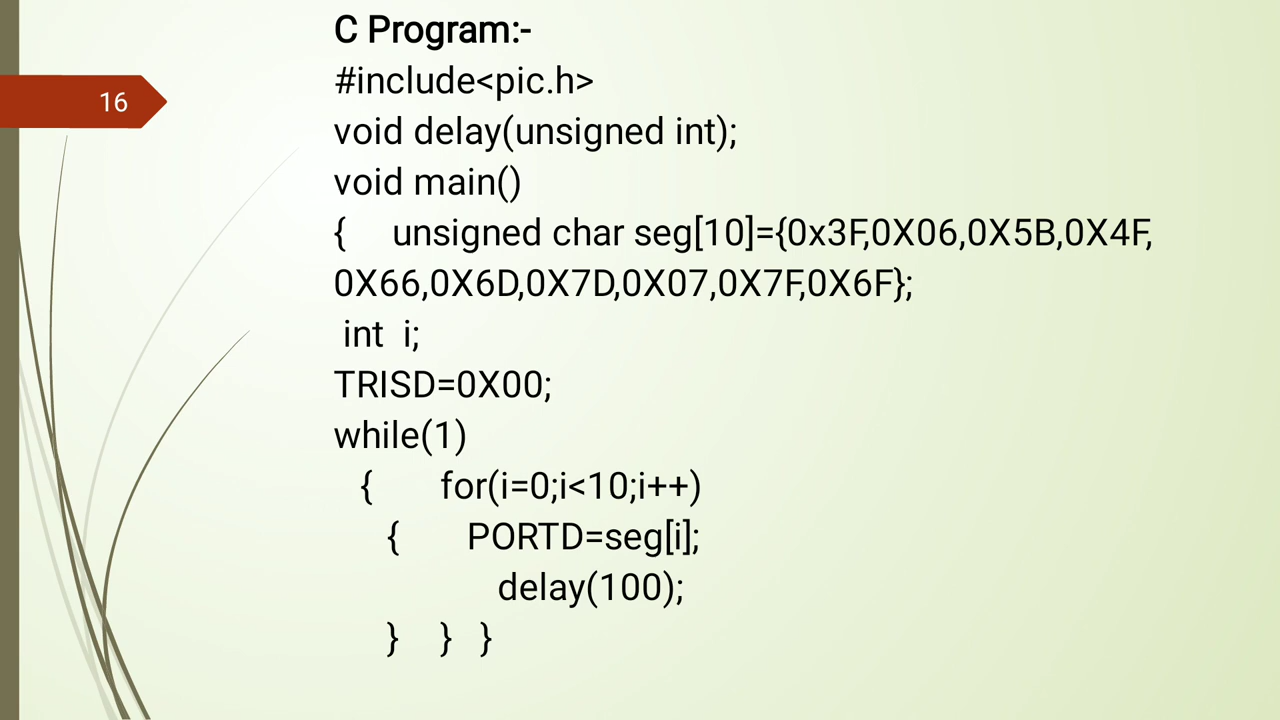 C Program:-
16
#include<pic.h>
void delay(unsigned int);
void main()
{ unsigned char seg[10]={0x3F,0X06,0X5B,0X4F,
0X66,0X6D,0X7D,0X07,0X7F,0X6F};
int i;
TRISD=0X00;
while(1)
{ for(i=0;i<10;i++)
{ PORTD=seg[i];
delay(100);
} } }